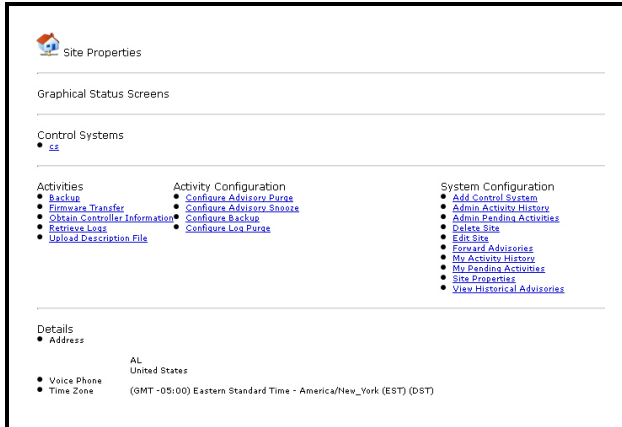 Site Properties
Graphical Status Screens
Control Systems
cs
Activities
Backup
Firmware Transfer
Obtain Controller Information
Retrieve Logs
Upload Description File
Activity Configuration
Configure Advisory Purge
Configure Advisory Snooze
Configure Backup
Configure Log Purge
System Configuration
Add Control System
Admin Activity History
Admin Pending Activities
Delete Site
Edit Site
Forward Advisories
My Activity History
My Pending Activities
Site Properties
View Historical Advisories
Details
Address
AL
United States
Voice Phone
Time Zone (GMT -05:00) Eastern Standard Time - America/New_York (EST) (DST)